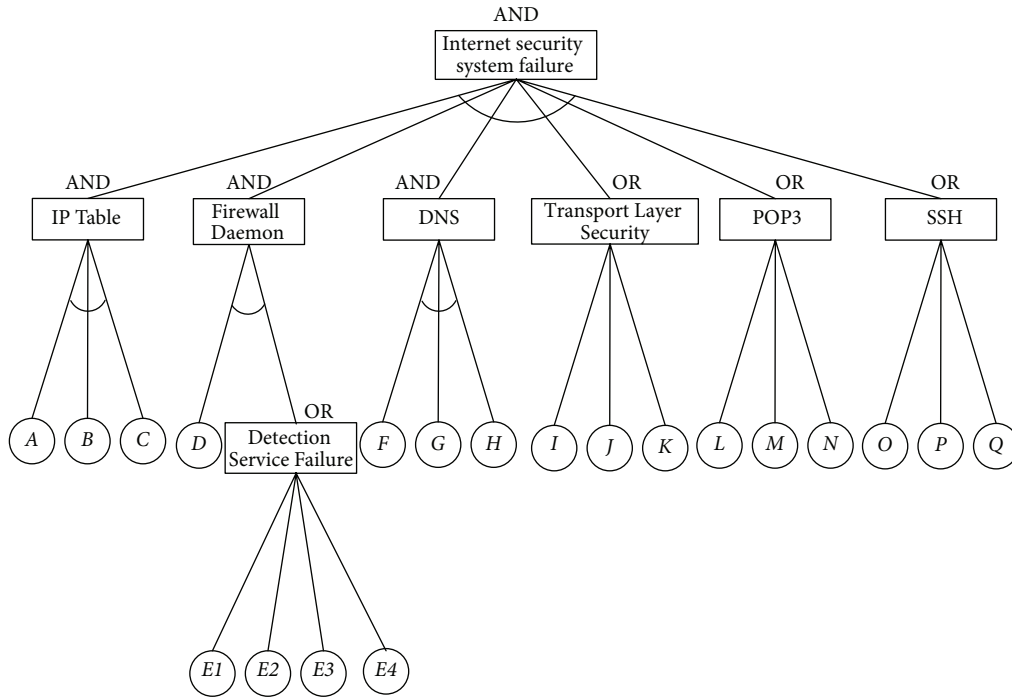 AND
Internet security
system failure
AND
AND
AND
OR
OR
OR
IP Table
Firewall
Daemon
DNS
Transport Layer
Security
POP3
SSH
A
B
C
D
OR
Detection
Service Failure
F
G
H
I
J
K
L
M
N
O
P
Q
E1
E2
E3
E4